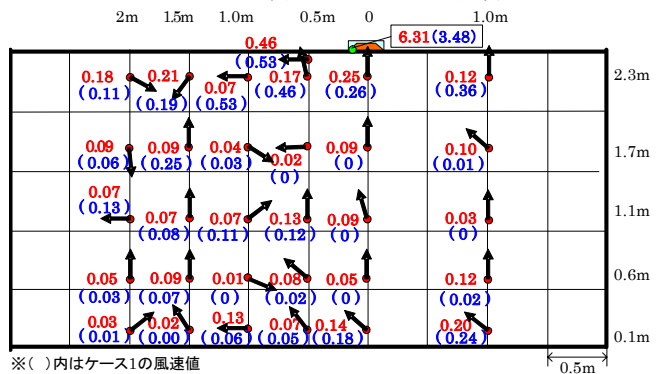 2m 1.5m 1.0m 0.5m 0 1.0m
6.31(3.48)
0.46
(0.53)
0.18 0.21 0.07 0.17 0.25 0.12 2.3m
(0.11) (0.19) (0.53) (0.46) (0.26) (0.36)
0.09 0.09 0.04 0.02 0.09 0.10 1.7m
(0.06) (0.25) (0.03) (0) (0) (0.01)
0.07 0.07 0.07 0.13 0.09 0.03 1.1m
(0.13) (0.08) (0.11) (0.12) (0) (0)
0.05 0.09 0.01 0.08 0.05 0.12 0.6m
(0.03) (0.07) (0) (0.02) (0) (0.02)
0.03 0.02 0.13 0.07 0.14 0.20 0.1m
(0.01) (0.00) (0.06) (0.05) (0.18) (0.24)
※( )内はケース1の風速値
0.5m